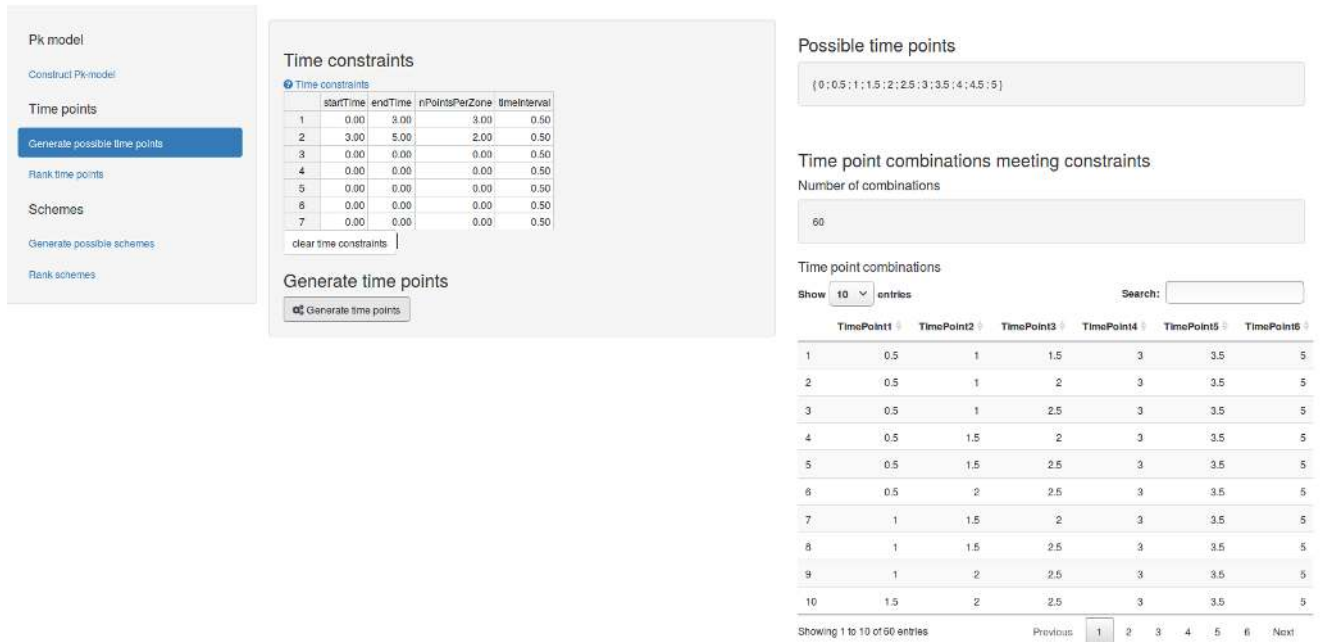 Pk model
Construct Pk-model
Time points
Generate possible time points
Rank time points
Schemes
Generate possible schemes
Rank schemes
Time constraints
Time constraints
startTime endTime nPointsPerZone timeInterval
1 0.00 3.00 3.00 0.50
2 3.00 5.00 2.00 0.50
3 0.00 0.00 0.00 0.50
4 0.00 0.00 0.00 0.50
5 0.00 0.00 0.00 0.50
6 0.00 0.00 0.00 0.50
7 0.00 0.00 0.00 0.50
clear time constraints
Generate time points
Generate time points
Possible time points
{ 0 ; 0.5 ; 1 ; 1.5 ; 2 ; 2.5 ; 3 ; 3.5 ; 4 ; 4.5 ; 5 }
Time point combinations meeting constraints
Number of combinations
60
Time point combinations
Show 10 entries Search:
TimePoint1 TimePoint2 TimePoint3 TimePoint4 TimePoint5 TimePoint6
1 0.5 1 1.5 3 3.5 5
2 0.5 1 2 3 3.5 5
3 0.5 1 2.5 3 3.5 5
4 0.5 1.5 2 3 3.5 5
5 0.5 1.5 2.5 3 3.5 5
6 0.5 2 2.5 3 3.5 5
7 1 1.5 2 3 3.5 5
8 1 1.5 2.5 3 3.5 5
9 1 2 2.5 3 3.5 5
10 1.5 2 2.5 3 3.5 5
Showing 1 to 10 of 60 entries Previous 1 2 3 4 5 6 Next